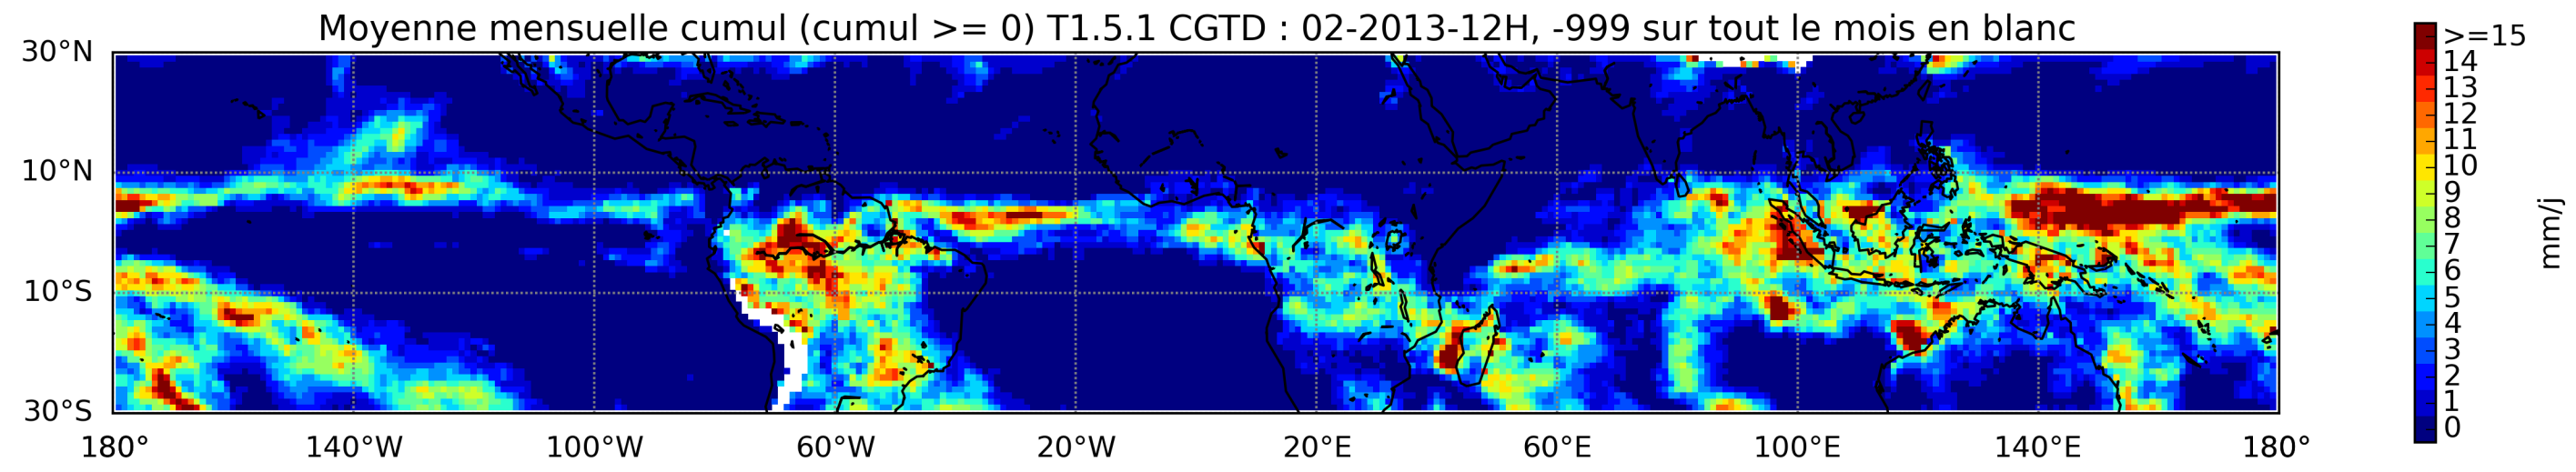 Moyenne mensuelle cumul (cumul >= 0) T1.5.1 CGTD : 02-2013-12H, -999 sur tout le mois en blanc
30°N
10°N
10°S
30°S
180°
140°W
100°W
60°W
20°W
20°E
60°E
100°E
140°E
180°
>=15
14
13
12
11
10
9
8
7
6
5
4
3
2
1
0
mm/j